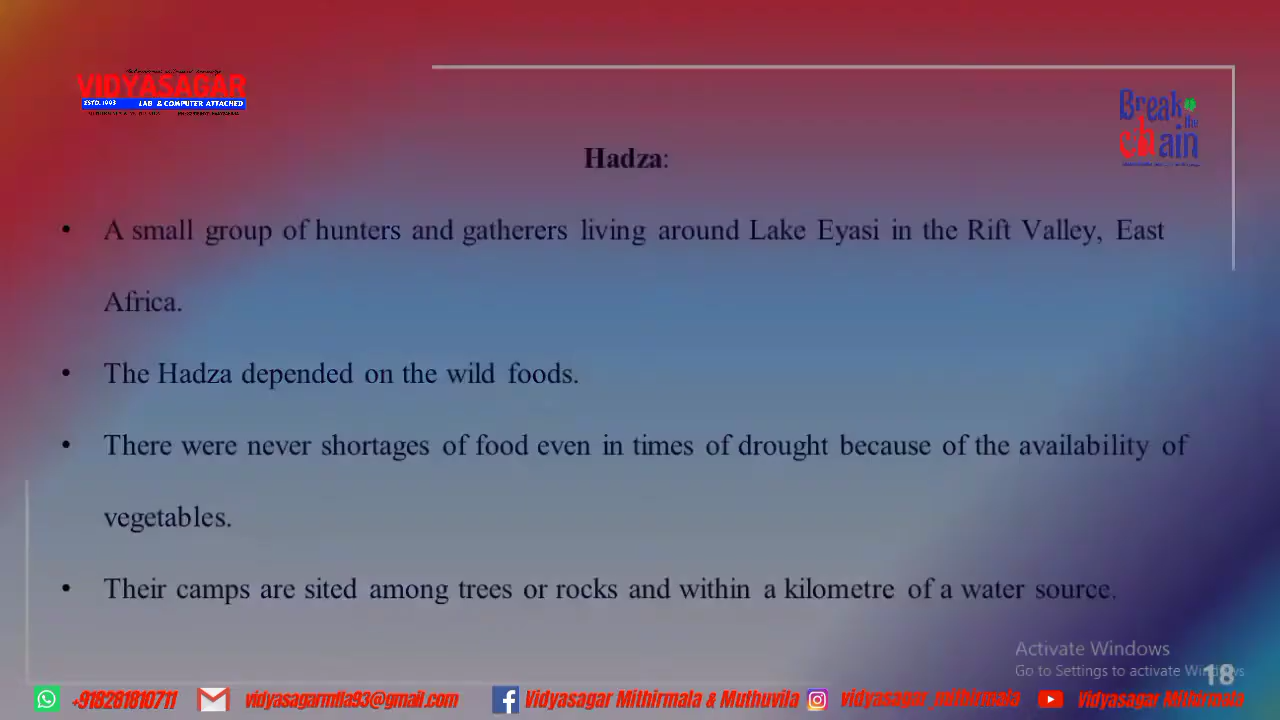 VIDYASAGAR
ESTD. 1993 LAB & COMPUTER ATTACHED
Break
the
chain
Hadza:
• A small group of hunters and gatherers living around Lake Eyasi in the Rift Valley, East
Africa.
• The Hadza depended on the wild foods.
• There were never shortages of food even in times of drought because of the availability of
vegetables.
• Their camps are sited among trees or rocks and within a kilometre of a water source.
Activate Windows
Go to Settings to activate Windows
18
+918281810711 vidyasagarmtla93@gmail.com Vidyasagar Mithirmala & Muthuvila vidyasagar_mithirmala Vidyasagar Mithirmala